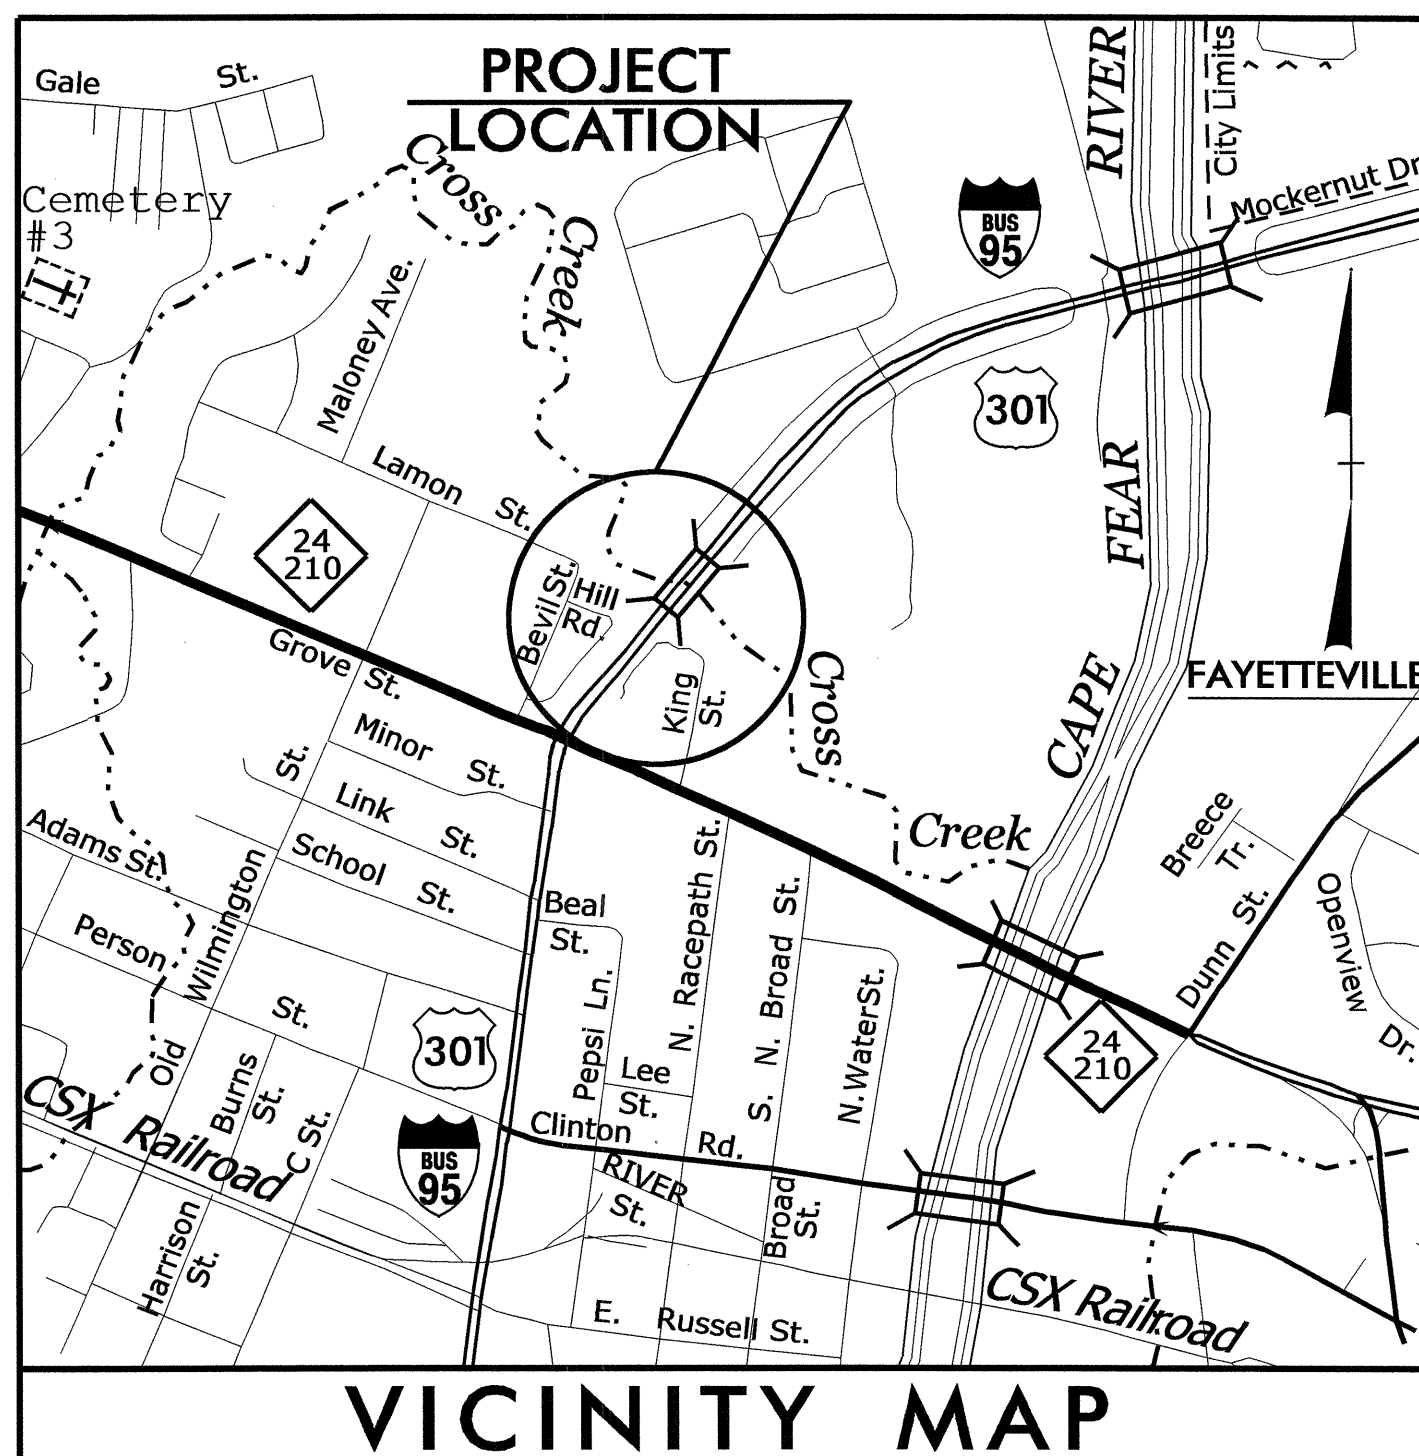 PROJECT
LOCATION
Gale St.
Cemetery
#3
Cross
Creek
RIVER
City Limits
Mockernut Dr
BUS
95
301
Maloney Ave.
Lamon St.
24
210
Bevil St.
Hill
Rd.
FEAR
CAPE
FAYETTEVILLE
Grove St.
King
St.
Cross
Creek
Minor St.
Link St.
School St.
Adams St.
Person St.
Old Wilmington St.
Beal
St.
N. Racepath St.
S. N. Broad St.
N. Water St.
Pepsi Ln.
Lee
St.
Breece
Tr.
Dunn St.
Openview Dr.
24
210
301
BUS
95
Burns
St.
C St.
CSX Railroad
Clinton Rd.
RIVER
St.
Broad
St.
Harrison
St.
E. Russell St.
CSX Railroad
VICINITY MAP